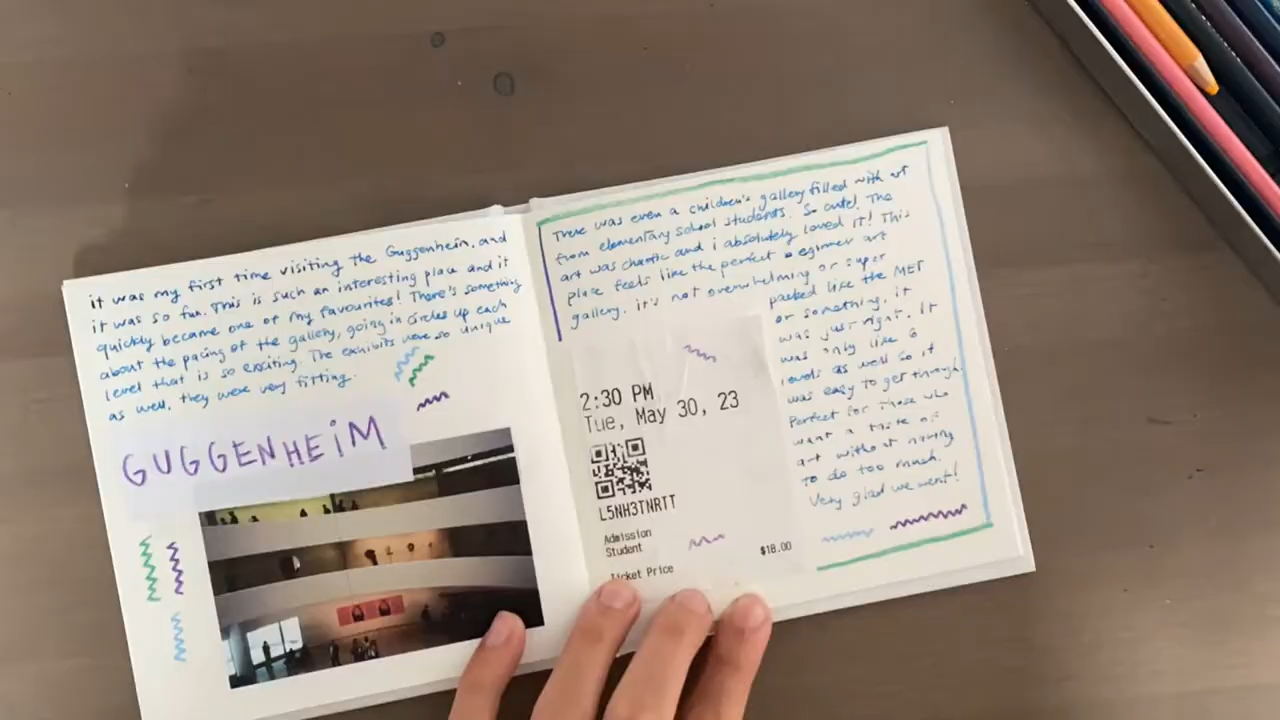 it was my first time visiting the Guggenhein, and
it was so fun. This is such an interesting place and it
quickly became one of my favourites! There's something
about the pacing of the gallery, going in circles up each
level that is so exciting. The exhibits were so unique
as well, they were very fitting.
GUGGENHEiM
There was even a children's gallery filled with art
from elementary school students. So cute! The
art was chaotic and i absolutely loved it! This
place feels like the perfect beginner art
gallery. it's not overwhelming or super
packed like the MET
or something, it
was just right. It
was only like 6
levels as well so it
was easy to get through.
Perfect for those who
want a taste of
art without having
to do too much.
Very glad we went!
2:30 PM
Tue, May 30, 23
L5NH3TNRTT
Admission
Student
$18.00
Ticket Price